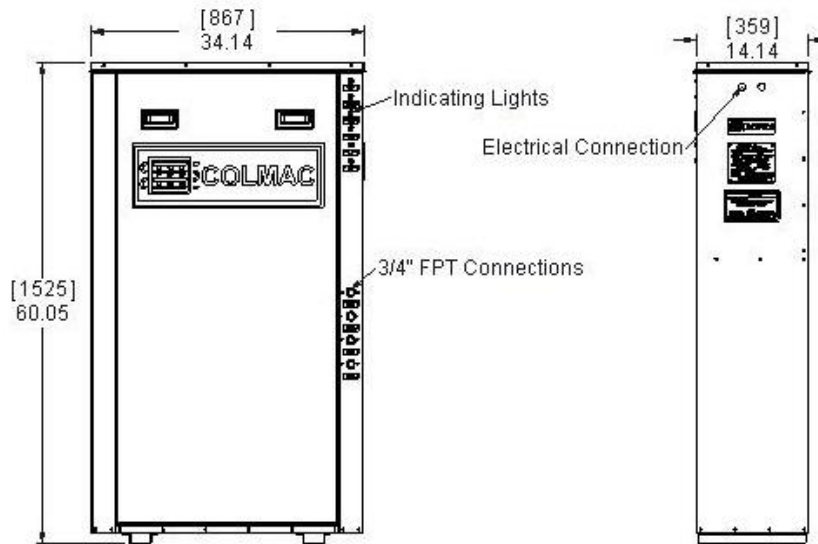 [867]
34.14
[359]
14.14
Indicating Lights
Electrical Connection
COLMAC
3/4" FPT Connections
[1525]
60.05